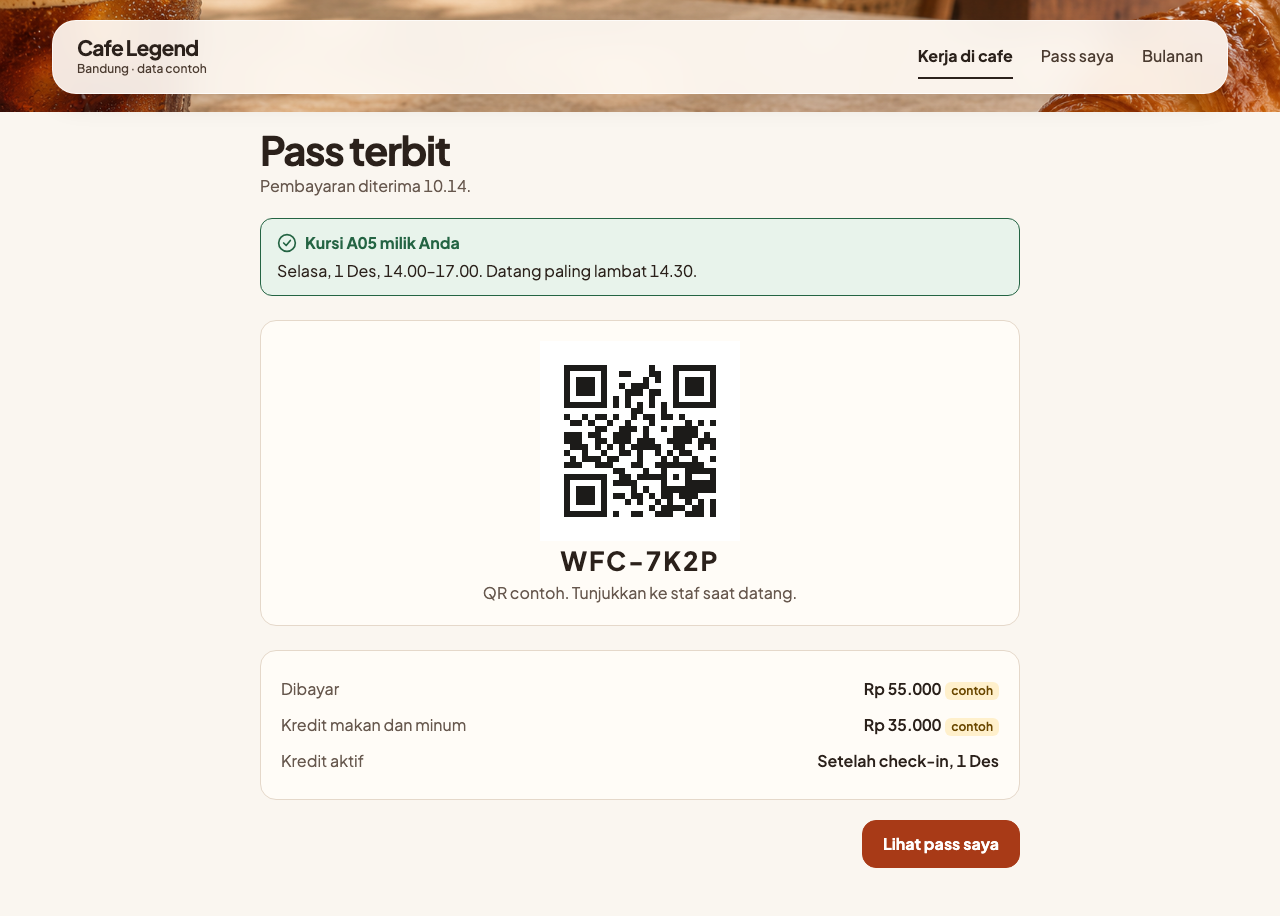 Cafe Legend
Bandung · data contoh
Kerja di cafe
Pass saya
Bulanan
Pass terbit
Pembayaran diterima 10.14.
Kursi A05 milik Anda
Selasa, 1 Des, 14.00–17.00. Datang paling lambat 14.30.
WFC-7K2P
QR contoh. Tunjukkan ke staf saat datang.
Dibayar Rp 55.000 contoh
Kredit makan dan minum Rp 35.000 contoh
Kredit aktif Setelah check-in, 1 Des
Lihat pass saya